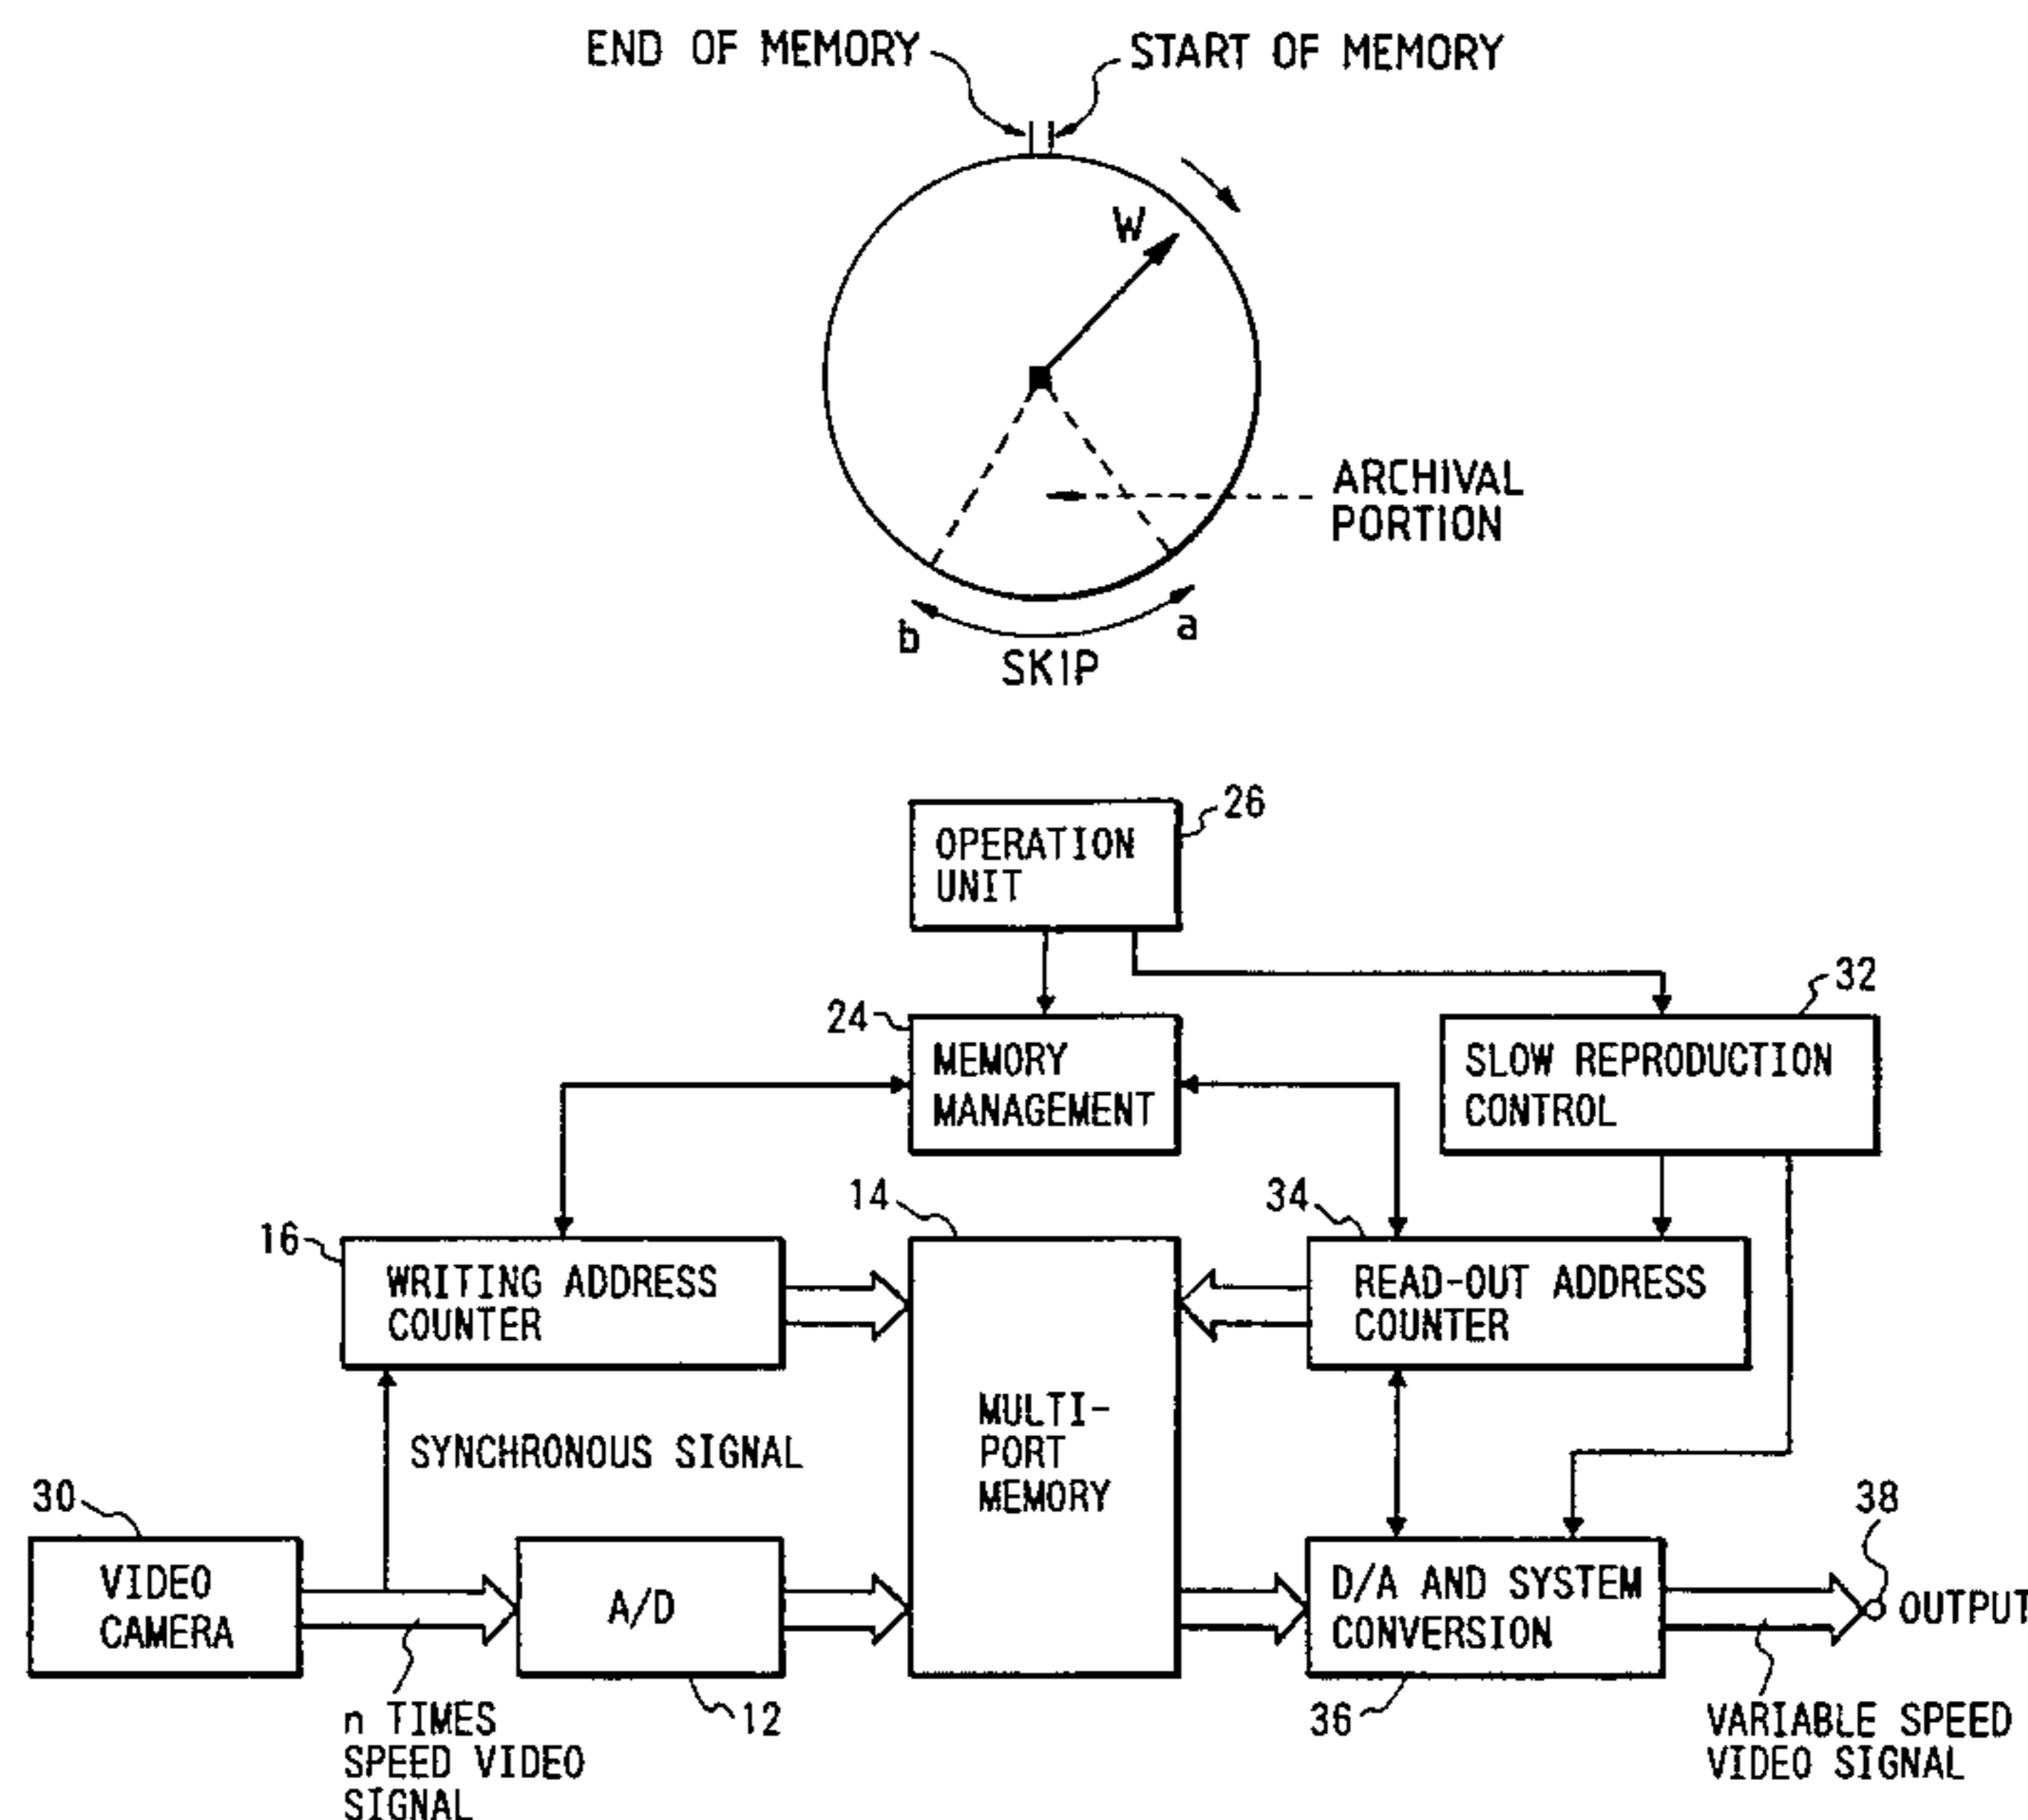 END OF MEMORY
START OF MEMORY
W
ARCHIVAL
PORTION
b
a
SKIP
26
OPERATION
UNIT
32
24
MEMORY
MANAGEMENT
SLOW REPRODUCTION
CONTROL
14
34
16
WRITING ADDRESS
COUNTER
READ-OUT ADDRESS
COUNTER
MULTI-
PORT
MEMORY
SYNCHRONOUS SIGNAL
30
38
VIDEO
CAMERA
A/D
D/A AND SYSTEM
CONVERSION
OUTPUT
12
36
n TIMES
SPEED VIDEO
SIGNAL
VARIABLE SPEED
VIDEO SIGNAL